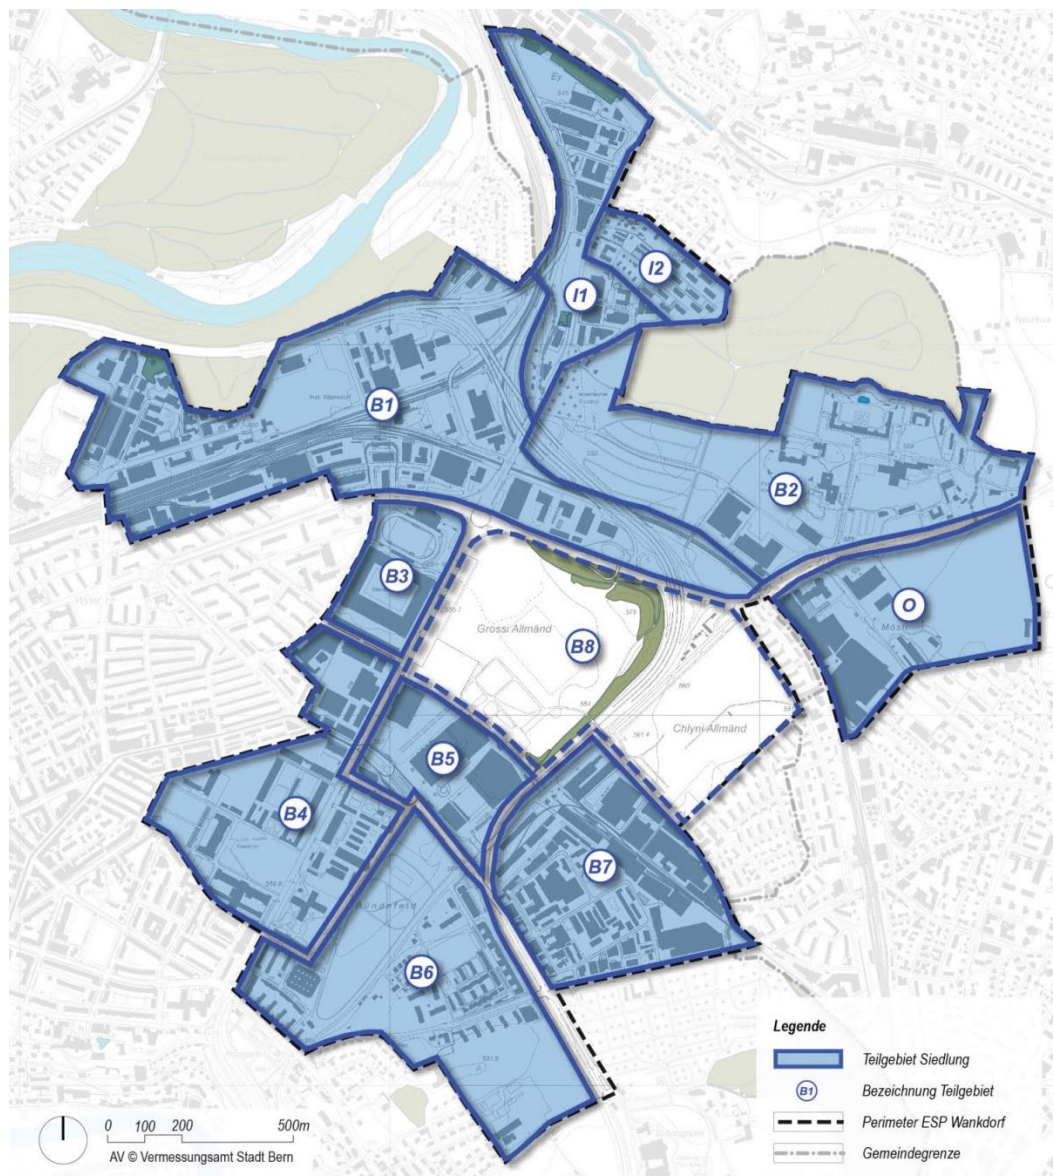 Ey
I2
I1
B1
B2
B3
O
Grossi Allmänd
B8
Chlyni Allmänd
B5
B4
B7
B6
Legende
Teilgebiet Siedlung
B1
Bezeichnung Teilgebiet
Perimeter ESP Wankdorf
Gemeindegrenze
0 100 200 500m
AV © Vermessungsamt Stadt Bern